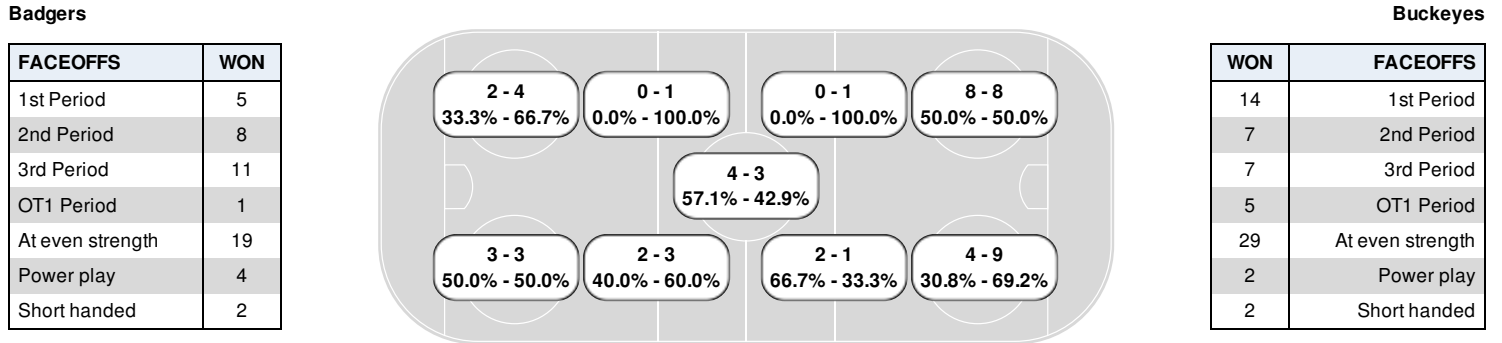 Badgers
FACEOFFS WON
1st Period 5
2nd Period 8
3rd Period 11
OT1 Period 1
At even strength 19
Power play 4
Short handed 2
2 - 4
33.3% - 66.7%
0 - 1
0.0% - 100.0%
0 - 1
0.0% - 100.0%
8 - 8
50.0% - 50.0%
4 - 3
57.1% - 42.9%
3 - 3
50.0% - 50.0%
2 - 3
40.0% - 60.0%
2 - 1
66.7% - 33.3%
4 - 9
30.8% - 69.2%
Buckeyes
WON FACEOFFS
14 1st Period
7 2nd Period
7 3rd Period
5 OT1 Period
29 At even strength
2 Power play
2 Short handed